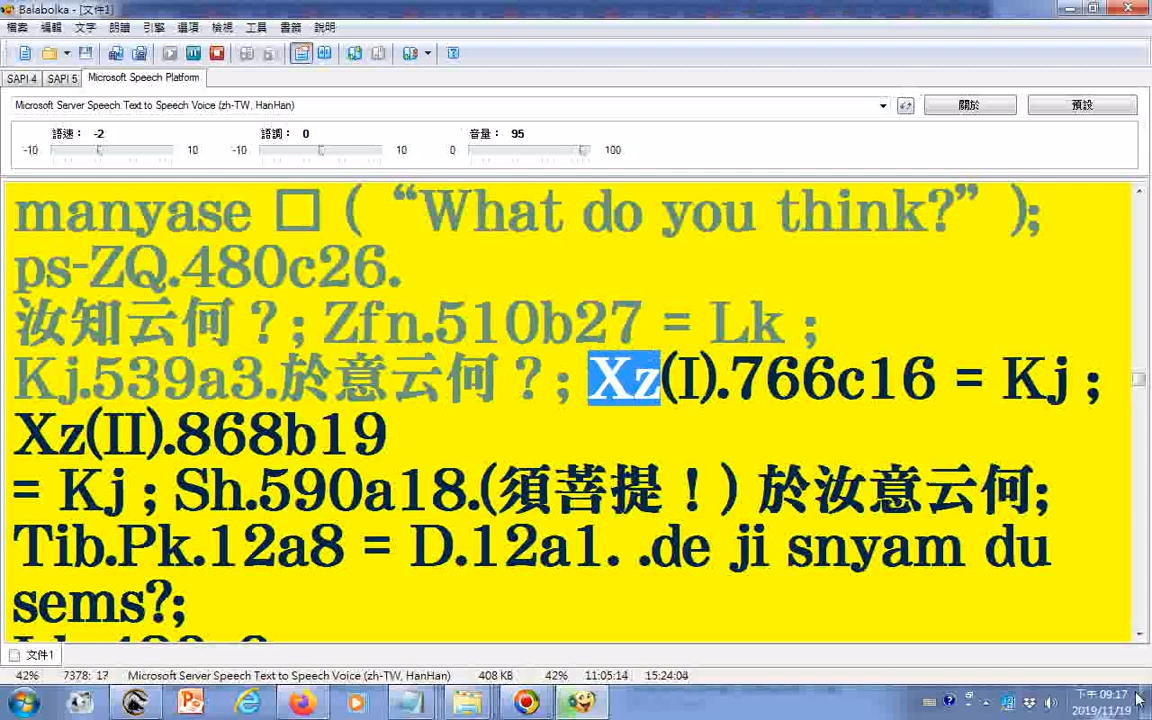 Balabolka - [文件1]
檔案 編輯 文字 朗讀 引擎 選項 檢視 工具 書籤 說明
SAPI 4 SAPI 5 Microsoft Speech Platform
Microsoft Server Speech Text to Speech Voice (zh-TW, HanHan) 關於 預設
語速： -2 語調： 0 音量： 95
-10 10 -10 10 0 100
manyase □ (“What do you think?”);
ps-ZQ.480c26.
汝知云何？; Zfn.510b27 = Lk ;
Kj.539a3.於意云何？; Xz(I).766c16 = Kj ;
Xz(II).868b19
= Kj ; Sh.590a18.(須菩提！) 於汝意云何;
Tib.Pk.12a8 = D.12a1. .de ji snyam du
sems?;
文件1
42% 7378: 17 Microsoft Server Speech Text to Speech Voice (zh-TW, HanHan) 408 KB 42% 11:05:14 15:24:08
下午 09:17
2019/11/19